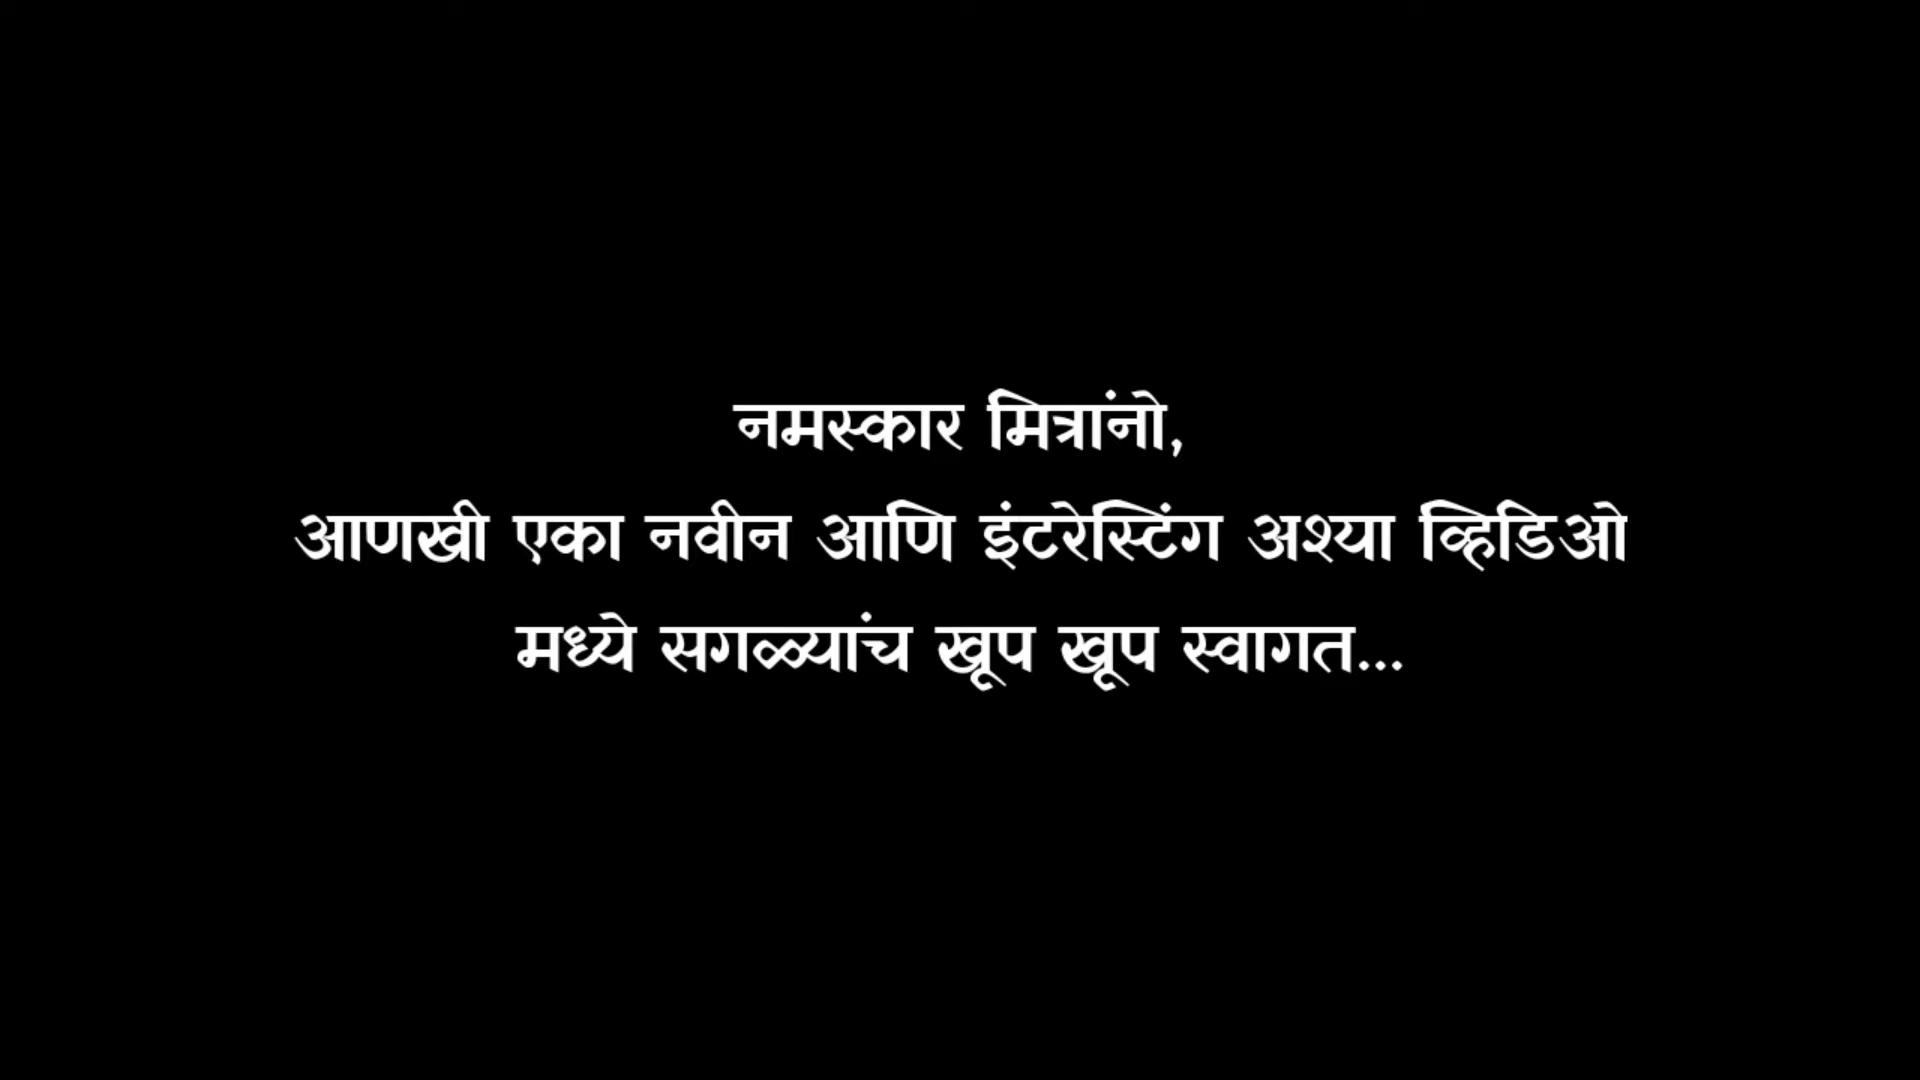 नमस्कार मित्रांनो,
आणखी एका नवीन आणि इंटरेस्टिंग अश्या व्हिडिओ
मध्ये सगळ्यांच खूप खूप स्वागत...